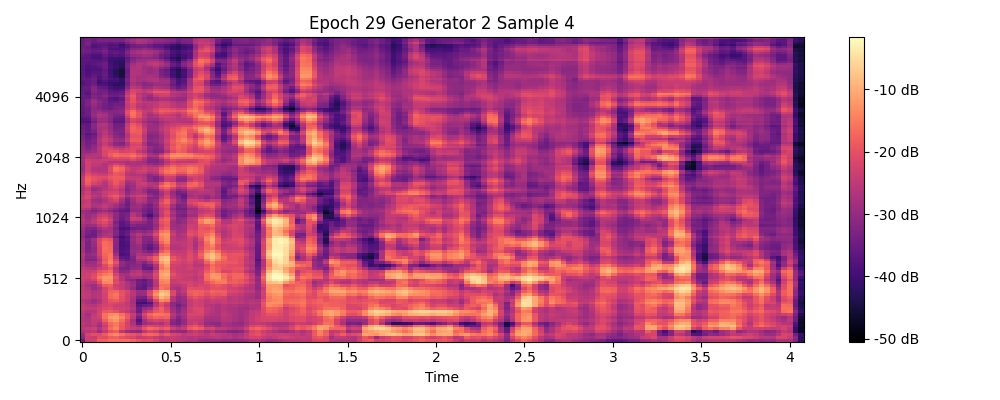 Epoch 29 Generator 2 Sample 4
Hz
4096
2048
1024
512
0
0 0.5 1 1.5 2 2.5 3 3.5 4
Time
-10 dB
-20 dB
-30 dB
-40 dB
-50 dB